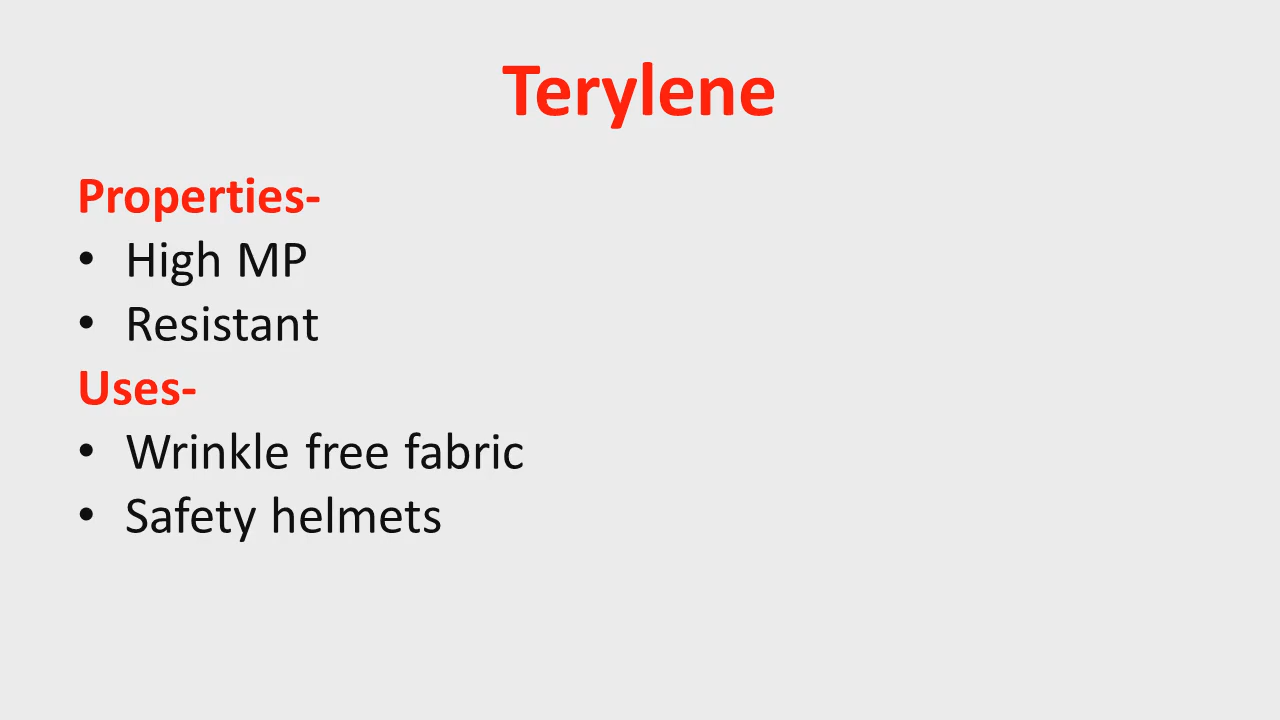 Terylene
Properties-
• High MP
• Resistant
Uses-
• Wrinkle free fabric
• Safety helmets